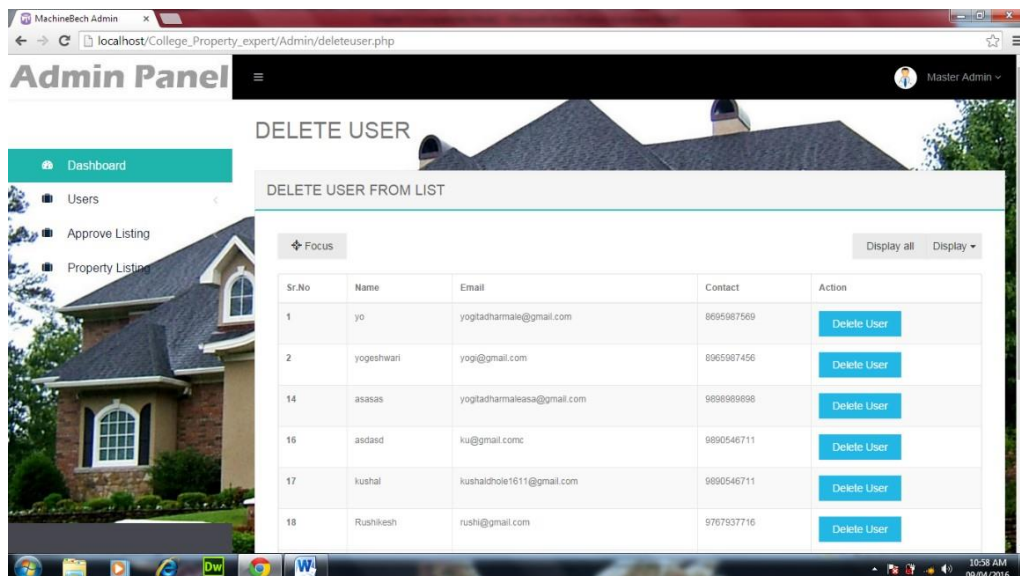 MachineBech Admin
localhost/College_Property_expert/Admin/deleteuser.php
Admin Panel
Master Admin
DELETE USER
Dashboard
Users
Approve Listing
Property Listing
DELETE USER FROM LIST
Focus
Display all Display
Sr.No Name Email Contact Action
1 yo yogitadharmale@gmail.com 8695987569 Delete User
2 yogeshwari yogi@gmail.com 8965987456 Delete User
14 asasas yogitadharmaleasa@gmail.com 9898989898 Delete User
16 asdasd ku@gmail.comc 9890546711 Delete User
17 kushal kushaldhole1611@gmail.com 9890546711 Delete User
18 Rushikesh rushi@gmail.com 9767937716 Delete User
Dw
W
10:58 AM
09/04/2016